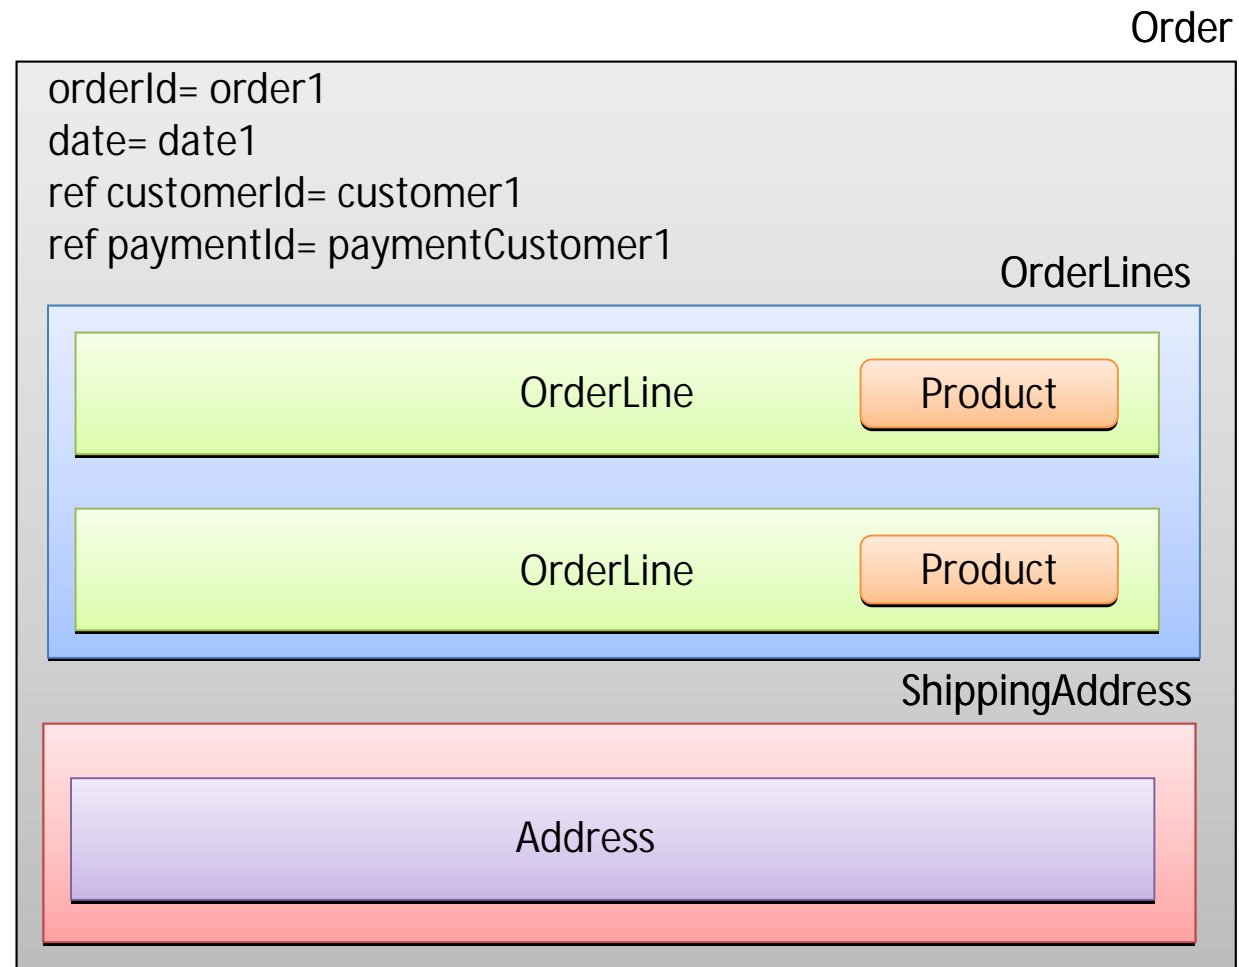 Order
orderId= order1
date= date1
ref customerId= customer1
ref paymentId= paymentCustomer1
OrderLines
OrderLine
Product
OrderLine
Product
ShippingAddress
Address